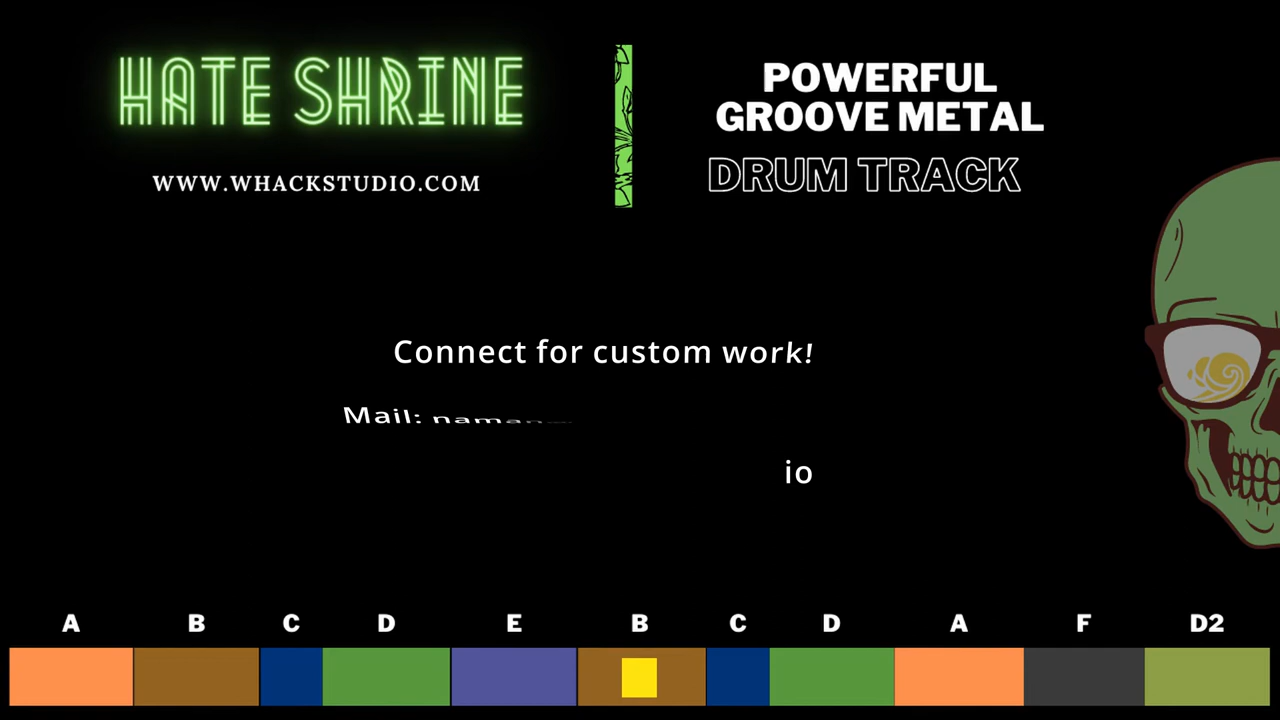 HATE SHRINE
WWW.WHACKSTUDIO.COM
POWERFUL
GROOVE METAL
DRUM TRACK
Connect for custom work!
Mail:
io
A B C D E B C D A F D2